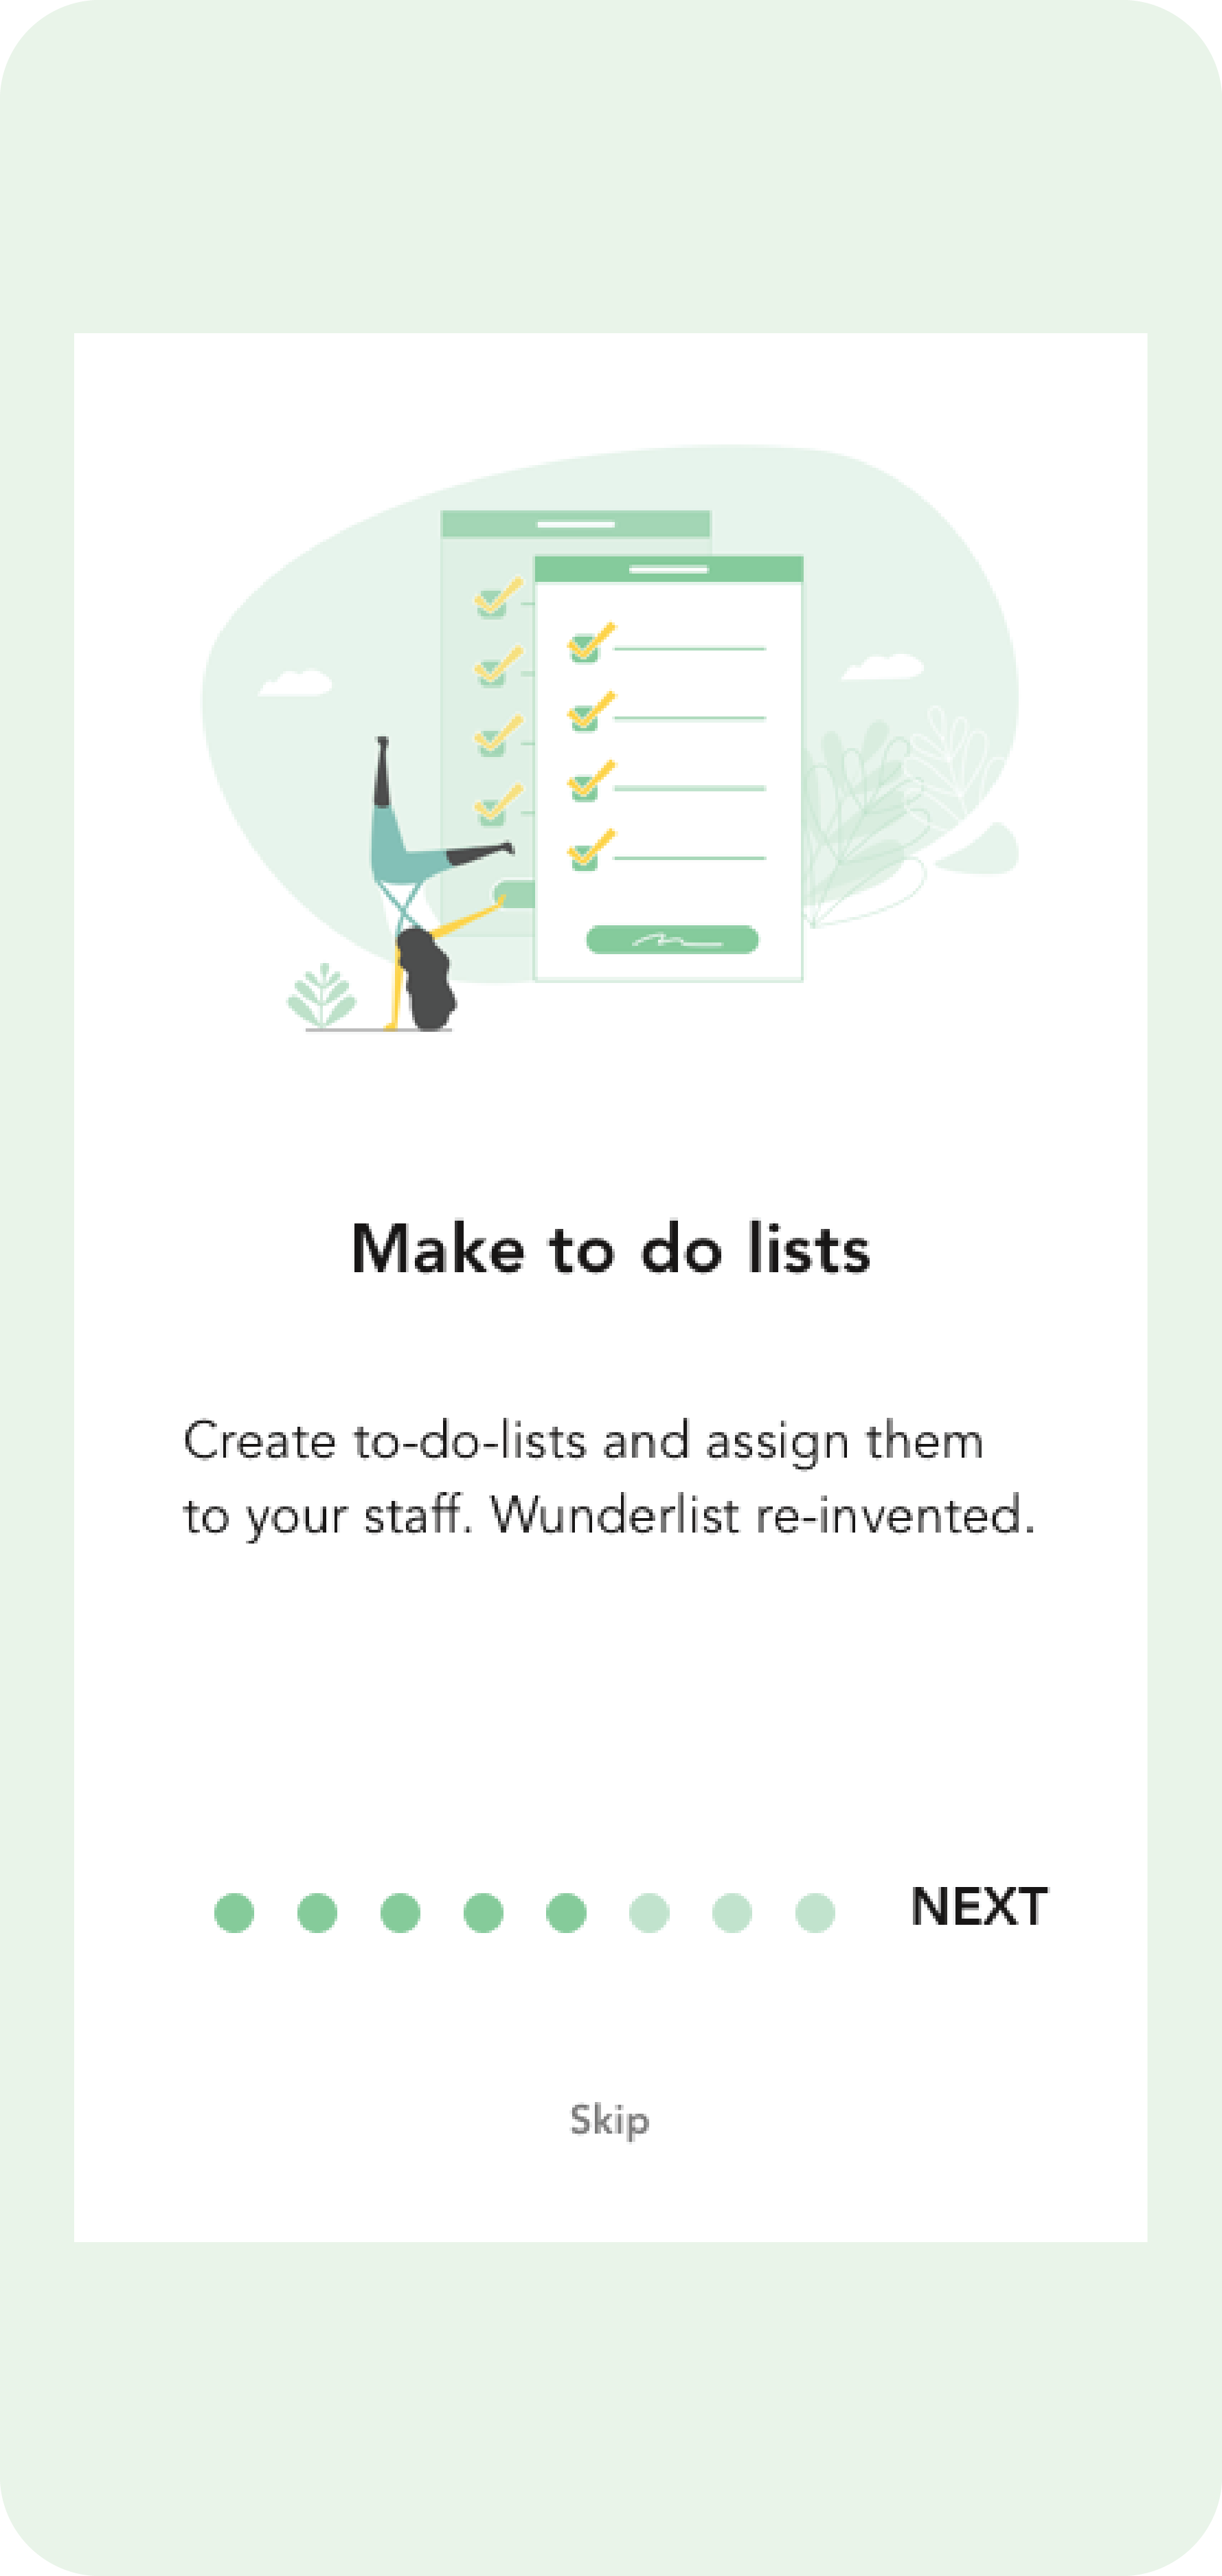 Make to do lists
Create to-do-lists and assign them
to your staff. Wunderlist re-invented.
NEXT
Skip